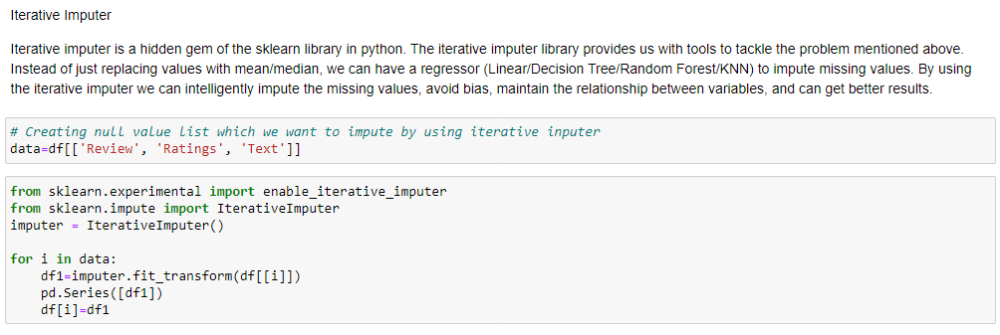 Iterative Imputer
Iterative imputer is a hidden gem of the sklearn library in python. The iterative imputer library provides us with tools to tackle the problem mentioned above.
Instead of just replacing values with mean/median, we can have a regressor (Linear/Decision Tree/Random Forest/KNN) to impute missing values. By using
the iterative imputer we can intelligently impute the missing values, avoid bias, maintain the relationship between variables, and can get better results.
# Creating null value list which we want to impute by using iterative inputer
data=df[['Review', 'Ratings', 'Text']]
from sklearn.experimental import enable_iterative_imputer
from sklearn.impute import IterativeImputer
imputer = IterativeImputer()
for i in data:
    df1=imputer.fit_transform(df[[i]])
    pd.Series([df1])
    df[i]=df1